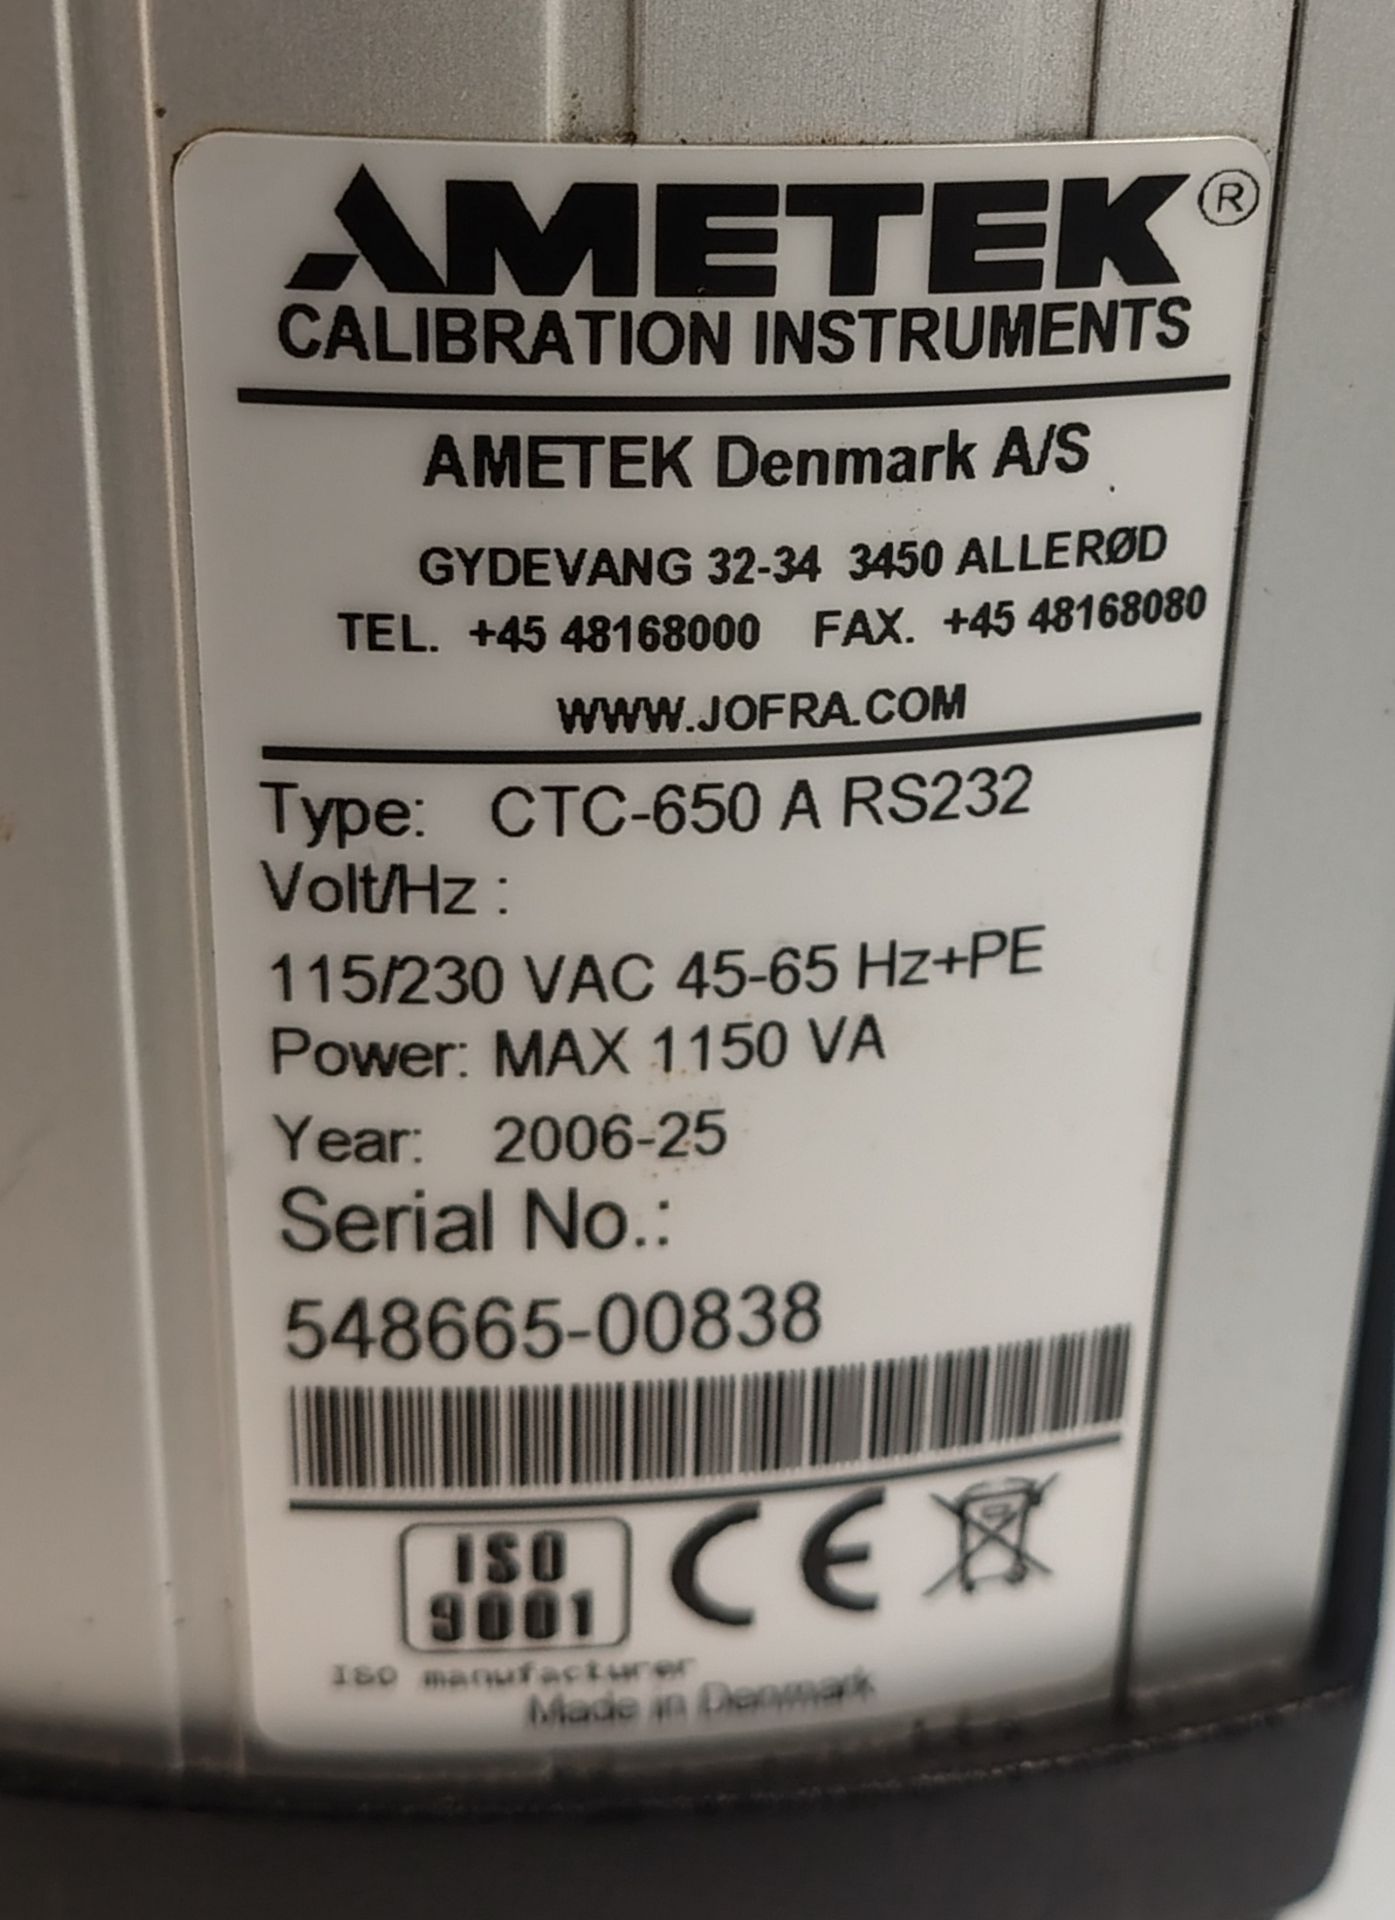 AMETEK®
CALIBRATION INSTRUMENTS
AMETEK Denmark A/S
GYDEVANG 32-34 3450 ALLERØD
TEL. +45 48168000 FAX. +45 48168080
WWW.JOFRA.COM
Type: CTC-650 A RS232
Volt/Hz :
115/230 VAC 45-65 Hz+PE
Power: MAX 1150 VA
Year: 2006-25
Serial No.:
548665-00838
ISO
9001
CE
ISO manufacturer
Made in Denmark